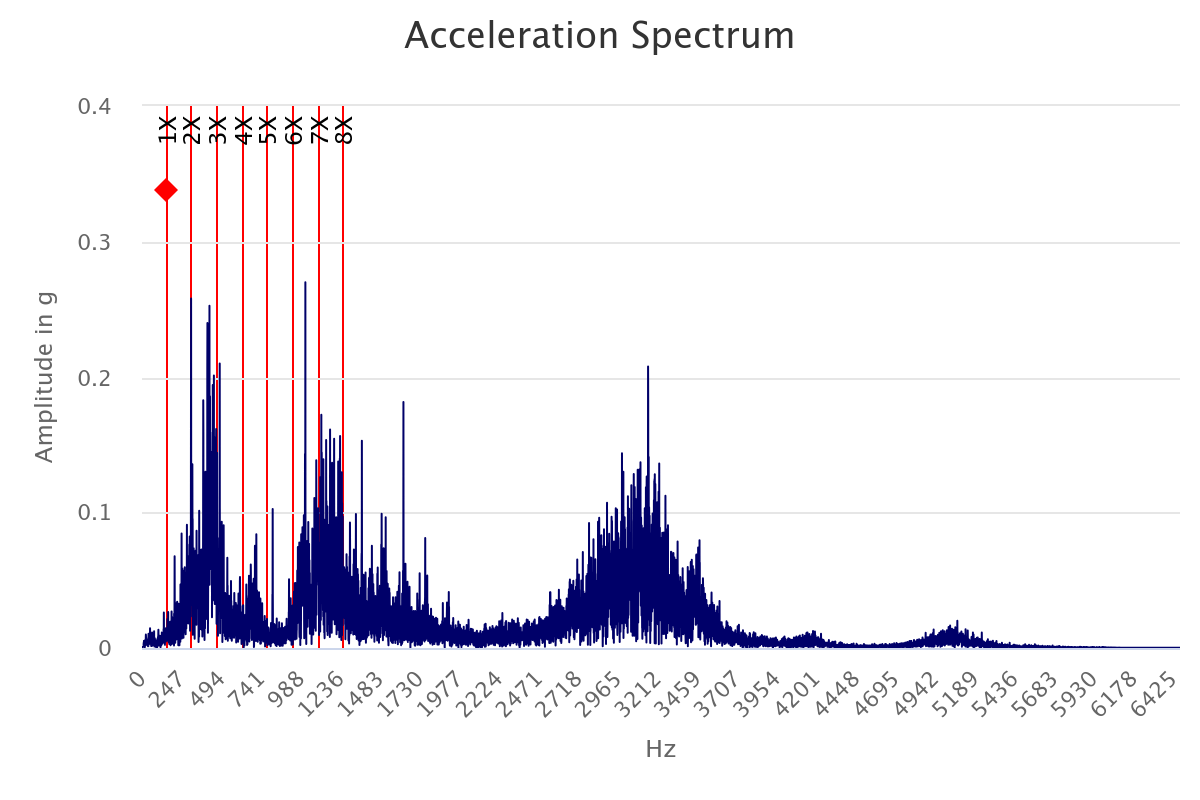 Acceleration Spectrum
0.4
0.3
0.2
0.1
0
Amplitude in g
1X 2X 3X 4X 5X 6X 7X 8X
0 247 494 741 988 1236 1483 1730 1977 2224 2471 2718 2965 3212 3459 3707 3954 4201 4448 4695 4942 5189 5436 5683 5930 6178 6425
Hz